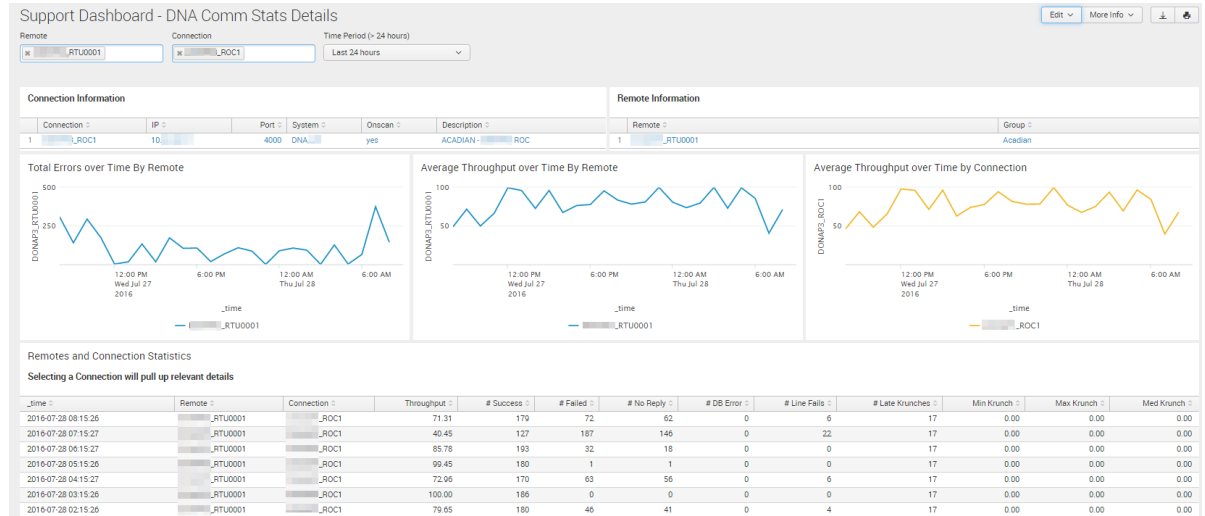 Support Dashboard - DNA Comm Stats Details
Edit More Info
Remote Connection Time Period (> 24 hours)
_RTU0001 _ROC1 Last 24 hours
Connection Information Remote Information
Connection IP Port System Onscan Description Remote Group
1 _ROC1 10. 4000 DNA yes ACADIAN - ROC 1 _RTU0001 Acadian
Total Errors over Time By Remote
DONAP3_RTU0001
500
250
12:00 PM 6:00 PM 12:00 AM 6:00 AM
Wed Jul 27 Thu Jul 28
2016
_time
_RTU0001
Average Throughput over Time By Remote
DONAP3_RTU0001
100
50
12:00 PM 6:00 PM 12:00 AM 6:00 AM
Wed Jul 27 Thu Jul 28
2016
_time
_RTU0001
Average Throughput over Time by Connection
DONAP3_ROC1
100
50
12:00 PM 6:00 PM 12:00 AM 6:00 AM
Wed Jul 27 Thu Jul 28
2016
_time
_ROC1
Remotes and Connection Statistics
Selecting a Connection will pull up relevant details
_time Remote Connection Throughput # Success # Failed # No Reply # DB Error # Line Fails # Late Krunches Min Krunch Max Krunch Med Krunch
2016-07-28 08:15:26 _RTU0001 _ROC1 71.31 179 72 62 0 6 17 0.00 0.00 0.00
2016-07-28 07:15:27 _RTU0001 _ROC1 40.45 127 187 146 0 22 17 0.00 0.00 0.00
2016-07-28 06:15:27 _RTU0001 _ROC1 85.78 193 32 18 0 0 17 0.00 0.00 0.00
2016-07-28 05:15:26 _RTU0001 _ROC1 99.45 180 1 1 0 0 17 0.00 0.00 0.00
2016-07-28 04:15:27 _RTU0001 _ROC1 72.96 170 63 56 0 6 17 0.00 0.00 0.00
2016-07-28 03:15:26 _RTU0001 _ROC1 100.00 186 0 0 0 0 17 0.00 0.00 0.00
2016-07-28 02:15:26 _RTU0001 _ROC1 79.65 180 46 41 0 4 17 0.00 0.00 0.00